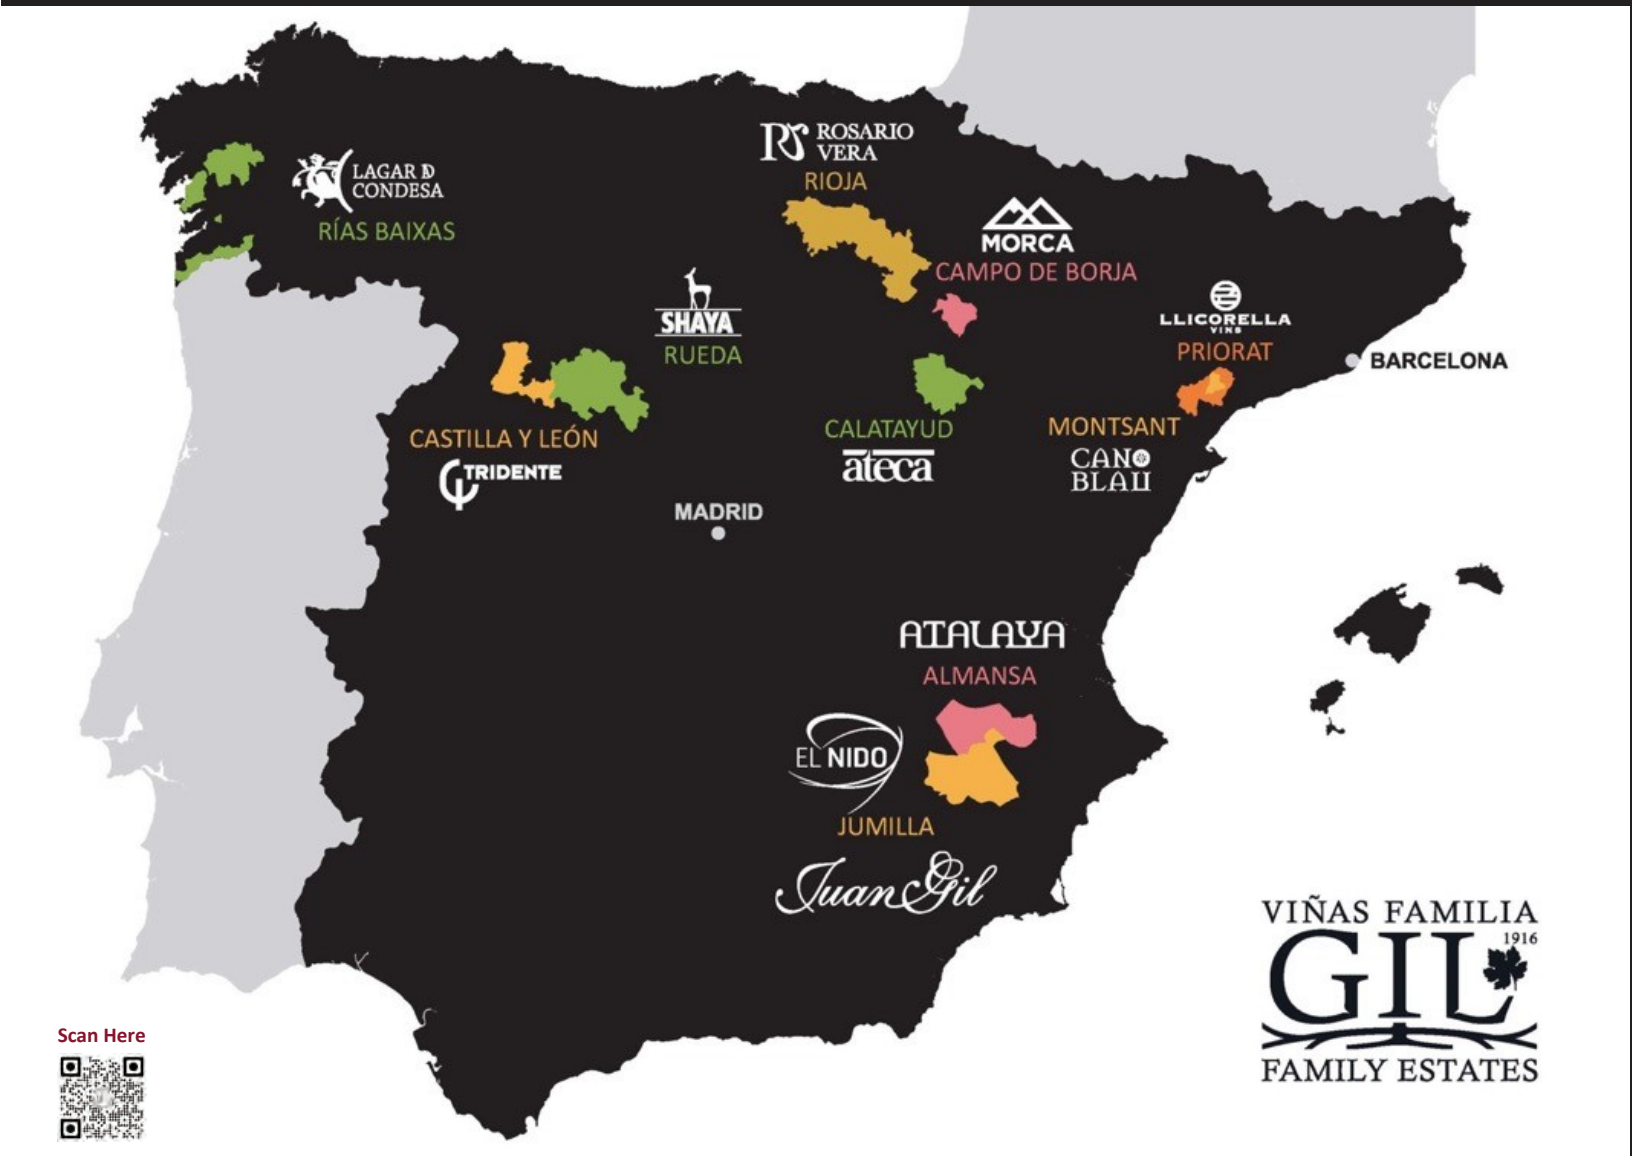 ROSARIO
VERA
RIOJA
LAGAR D
CONDESA
RÍAS BAIXAS
MORCA
CAMPO DE BORJA
SHAYA
RUEDA
LLICORELLA
VINS
PRIORAT
BARCELONA
CASTILLA Y LEÓN
TRIDENTE
CALATAYUD
ateca
MONTSANT
CAN
BLAU
MADRID
ATALAYA
ALMANSA
EL NIDO
JUMILLA
Juan Gil
VIÑAS FAMILIA
1916
GIL
FAMILY ESTATES
Scan Here